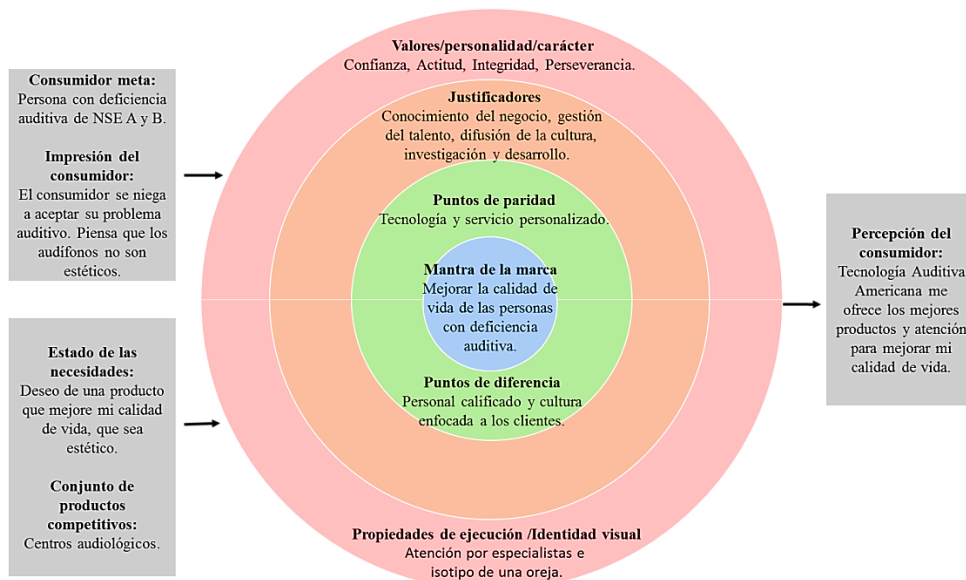 Consumidor meta:
Persona con deficiencia
auditiva de NSE A y B.
Impresión del
consumidor:
El consumidor se niega
a aceptar su problema
auditivo. Piensa que los
audífonos no son
estéticos.
Estado de las
necesidades:
Deseo de una producto
que mejore mi calidad
de vida, que sea
estético.
Conjunto de
productos
competitivos:
Centros audiológicos.
Valores/personalidad/carácter
Confianza, Actitud, Integridad, Perseverancia.
Justificadores
Conocimiento del negocio, gestión
del talento, difusión de la cultura,
investigación y desarrollo.
Puntos de paridad
Tecnología y servicio personalizado.
Mantra de la marca
Mejorar la calidad de
vida de las personas
con deficiencia
auditiva.
Puntos de diferencia
Personal calificado y cultura
enfocada a los clientes.
Propiedades de ejecución /Identidad visual
Atención por especialistas e
isotipo de una oreja.
Percepción del
consumidor:
Tecnología Auditiva
Americana me
ofrece los mejores
productos y atención
para mejorar mi
calidad de vida.